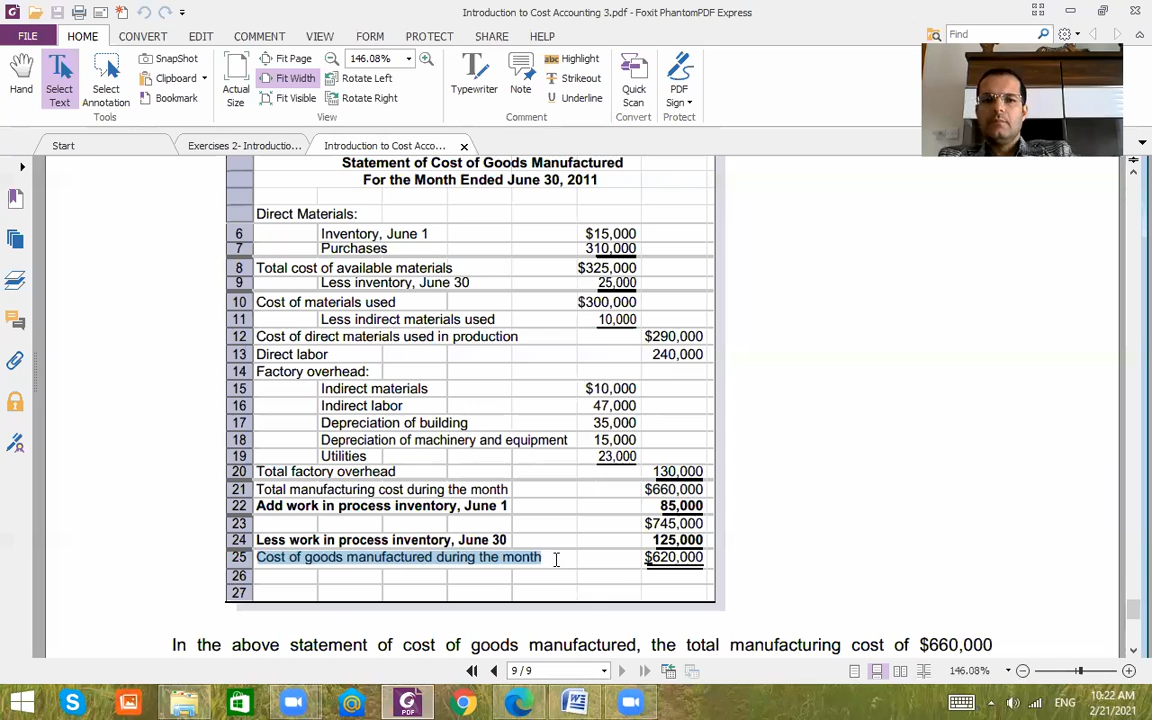 Introduction to Cost Accounting 3.pdf - Foxit PhantomPDF Express
FILE HOME CONVERT EDIT COMMENT VIEW FORM PROTECT SHARE HELP Find
Hand
Select Text
Select Annotation
SnapShot
Clipboard
Bookmark
Tools
Actual Size
Fit Page
Fit Width
Fit Visible
146.08%
Rotate Left
Rotate Right
View
Typewriter
Note
Highlight
Strikeout
Underline
Comment
Quick Scan
Convert
PDF Sign
Protect
Start Exercises 2- Introductio... Introduction to Cost Acco...
Statement of Cost of Goods Manufactured
For the Month Ended June 30, 2011
Direct Materials:
6 Inventory, June 1 $15,000
7 Purchases 310,000
8 Total cost of available materials $325,000
9 Less inventory, June 30 25,000
10 Cost of materials used $300,000
11 Less indirect materials used 10,000
12 Cost of direct materials used in production $290,000
13 Direct labor 240,000
14 Factory overhead:
15 Indirect materials $10,000
16 Indirect labor 47,000
17 Depreciation of building 35,000
18 Depreciation of machinery and equipment 15,000
19 Utilities 23,000
20 Total factory overhead 130,000
21 Total manufacturing cost during the month $660,000
22 Add work in process inventory, June 1 85,000
23 $745,000
24 Less work in process inventory, June 30 125,000
25 Cost of goods manufactured during the month $620,000
26
27
In the above statement of cost of goods manufactured, the total manufacturing cost of $660,000
9 / 9 146.08%
PDF
W
ENG
10:22 AM
2/21/2021